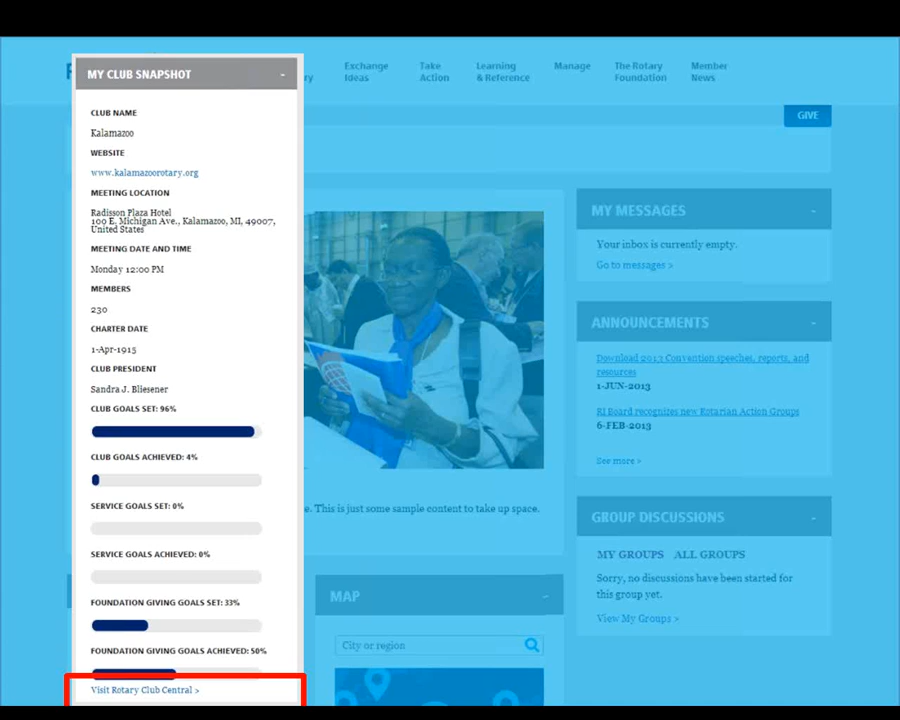 Exchange
Ideas
Take
Action
Learning
& Reference
Manage
The Rotary
Foundation
Member
News
GIVE
MY CLUB SNAPSHOT -
CLUB NAME
Kalamazoo
WEBSITE
www.kalamazoorotary.org
MEETING LOCATION
Radisson Plaza Hotel
100 E. Michigan Ave., Kalamazoo, MI, 49007,
United States
MEETING DATE AND TIME
Monday 12:00 PM
MEMBERS
230
CHARTER DATE
1-Apr-1915
CLUB PRESIDENT
Sandra J. Bliesener
CLUB GOALS SET: 96%
CLUB GOALS ACHIEVED: 4%
SERVICE GOALS SET: 0%
SERVICE GOALS ACHIEVED: 0%
FOUNDATION GIVING GOALS SET: 33%
FOUNDATION GIVING GOALS ACHIEVED: 50%
Visit Rotary Club Central >
This is just some sample content to take up space.
MAP -
City or region
MY MESSAGES -
Your inbox is currently empty.
Go to messages >
ANNOUNCEMENTS -
Download 2013 Convention speeches, reports, and
resources
1-JUN-2013
RI Board recognizes new Rotarian Action Groups
6-FEB-2013
See more >
GROUP DISCUSSIONS -
MY GROUPS ALL GROUPS
Sorry, no discussions have been started for
this group yet.
View My Groups >